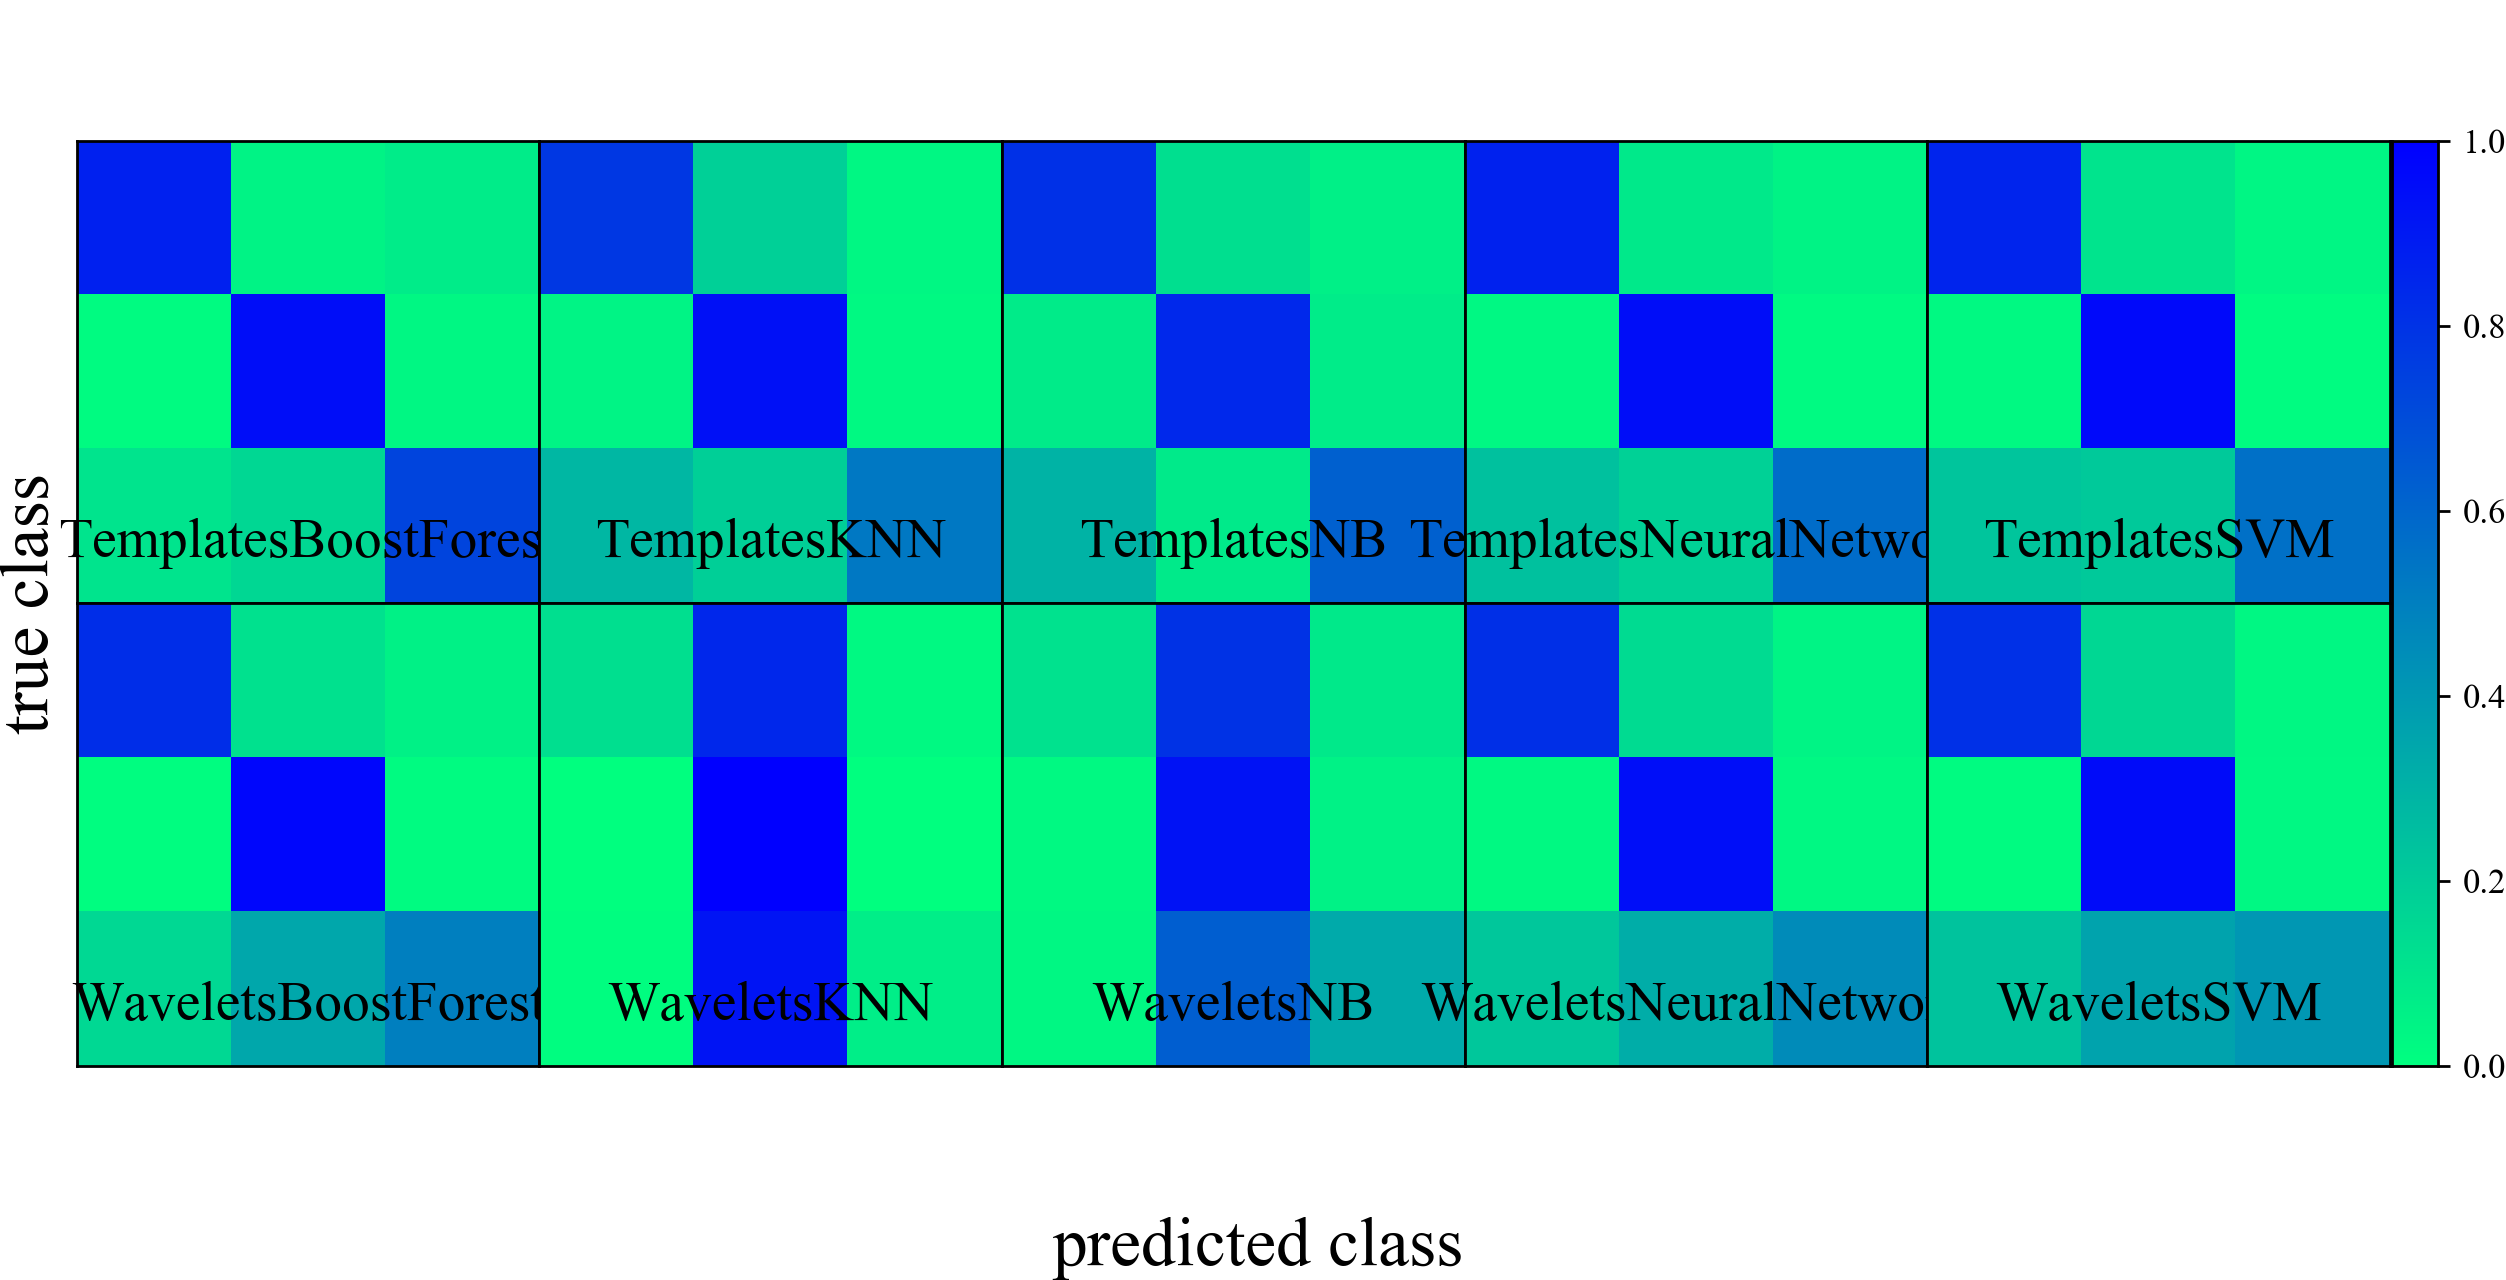 1.0
0.8
0.6
0.4
0.2
0.0
true class
TemplatesBoostFores
TemplatesKNN
TemplatesNB
TemplatesNeuralNetwo
TemplatesSVM
WaveletsBoostForest
WaveletsKNN
WaveletsNB
WaveletsNeuralNetwo
WaveletsSVM
predicted class